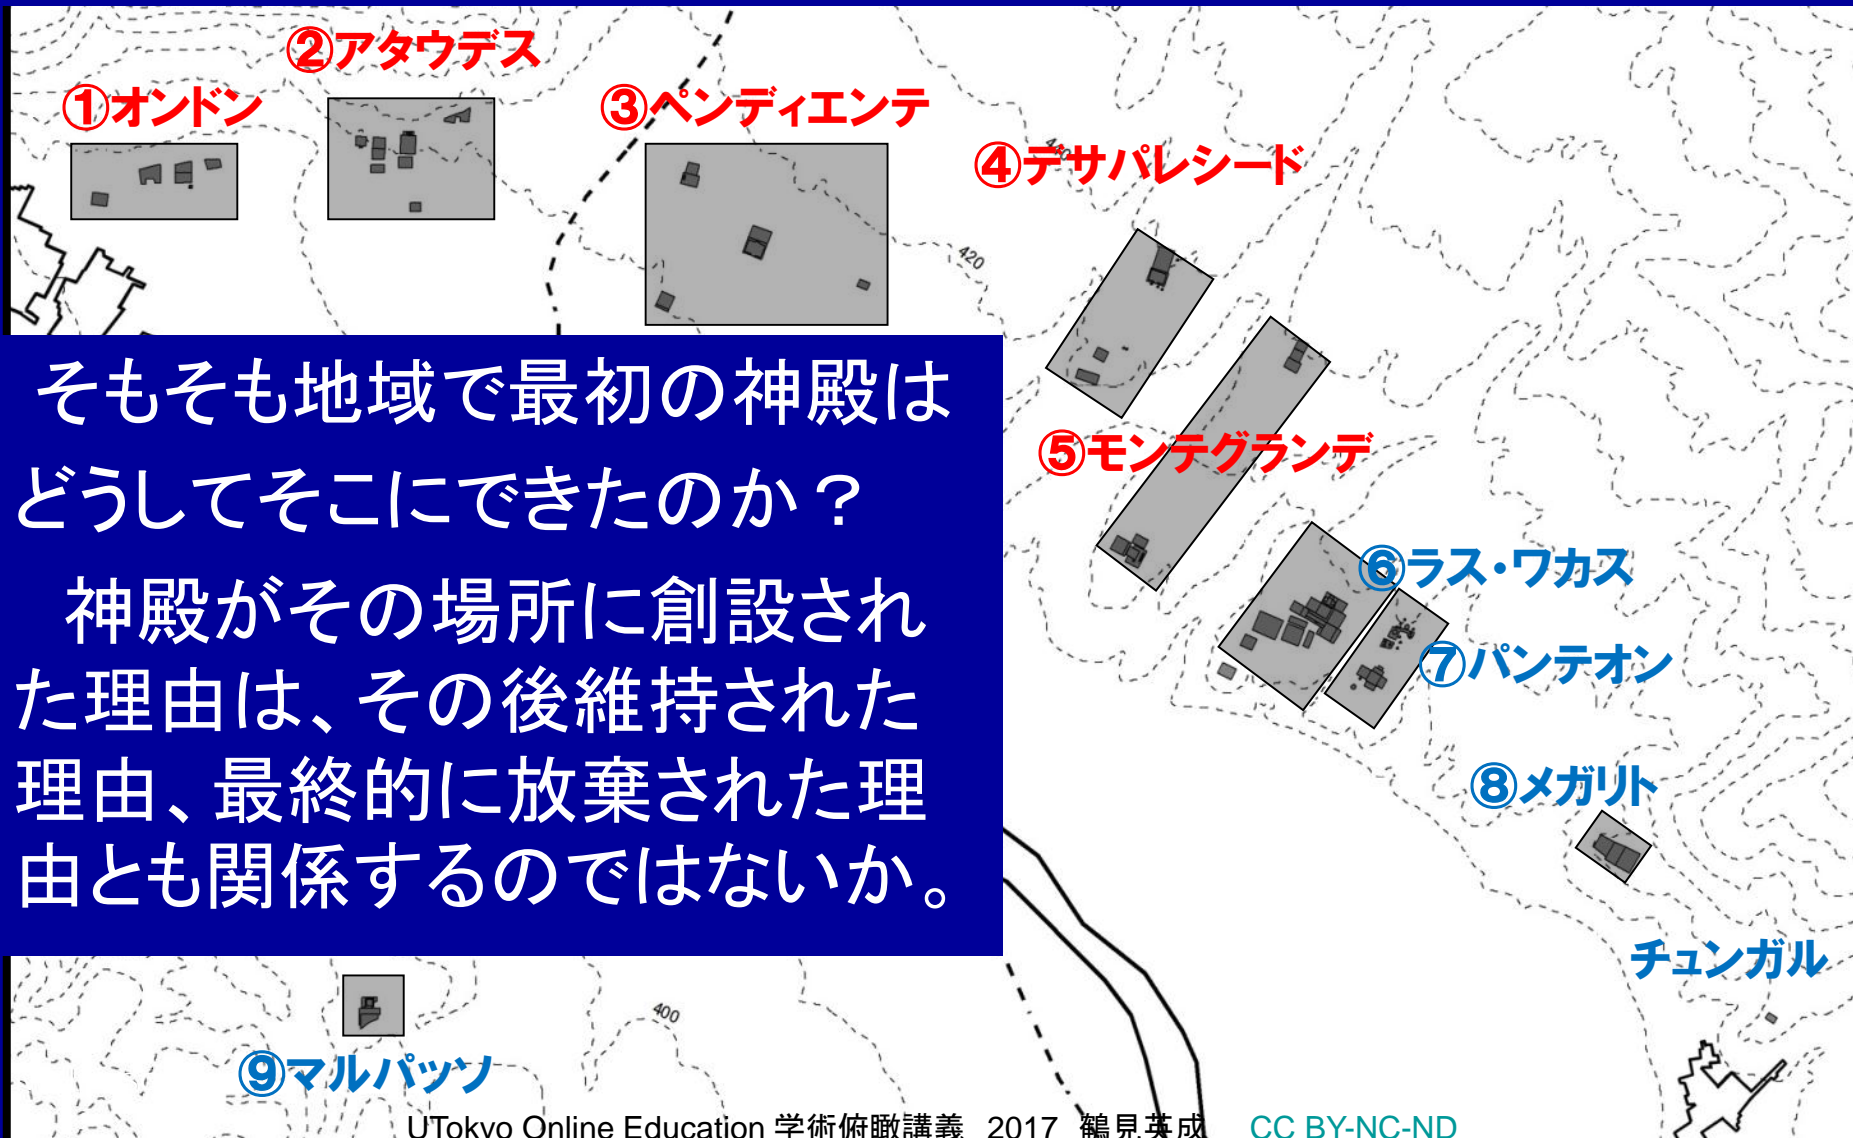 ②アタウデス
①オンドン
③ペンディエンテ
④デサパレシード
460
420
⑤モンテグランデ
そもそも地域で最初の神殿は
どうしてそこにできたのか？
神殿がその場所に創設され
た理由は、その後維持された
理由、最終的に放棄された理
由とも関係するのではないか。
⑥ラス・ワカス
⑦パンテオン
⑧メガリト
チュンガル
400
⑨マルパッソ
UTokyo Online Education 学術俯瞰講義 2017 鶴見英成 CC BY-NC-ND